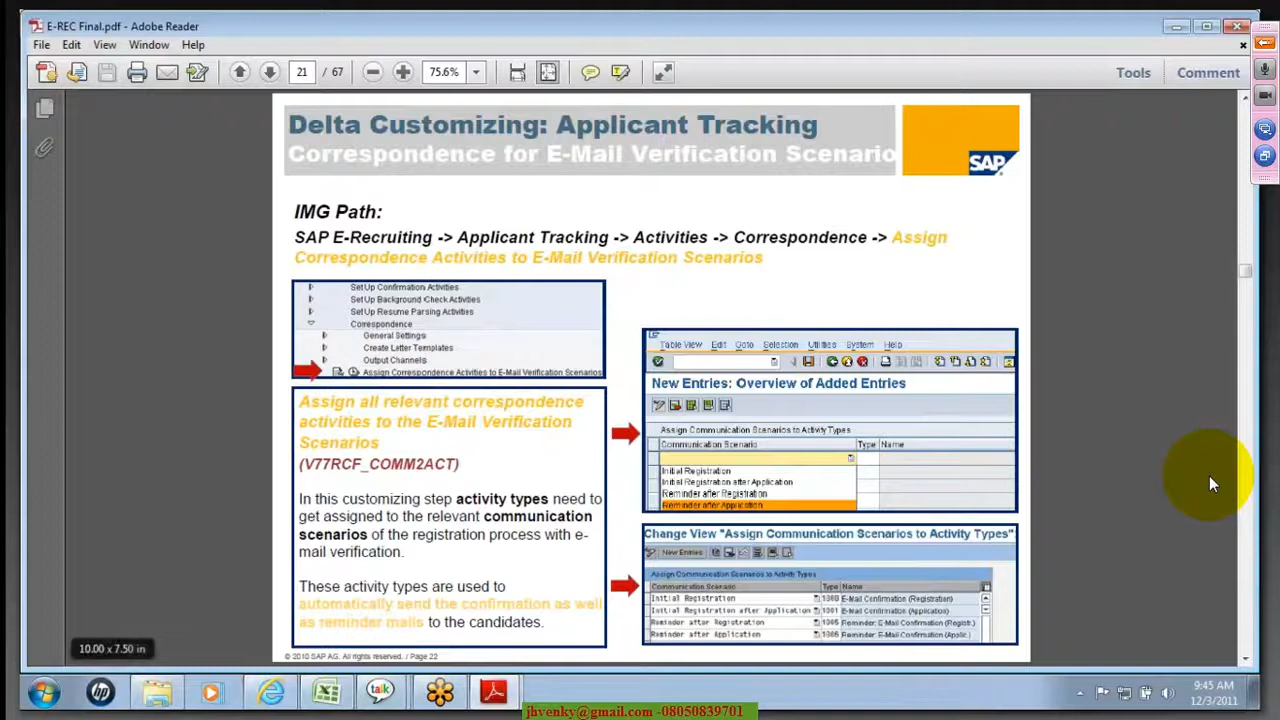 E-REC Final.pdf - Adobe Reader
File Edit View Window Help
21 / 67 75.6% Tools Comment
Delta Customizing: Applicant Tracking
Correspondence for E-Mail Verification Scenario
SAP
IMG Path:
SAP E-Recruiting -> Applicant Tracking -> Activities -> Correspondence -> Assign
Correspondence Activities to E-Mail Verification Scenarios
Set Up Confirmation Activities
Set Up Background Check Activities
Set Up Resume Parsing Activities
Correspondence
General Settings
Create Letter Templates
Output Channels
Assign Correspondence Activities to E-Mail Verification Scenarios
Assign all relevant correspondence
activities to the E-Mail Verification
Scenarios
(V77RCF_COMM2ACT)
In this customizing step activity types need to
get assigned to the relevant communication
scenarios of the registration process with e-
mail verification.
These activity types are used to
automatically send the confirmation as well
as reminder mails to the candidates.
Table View Edit Goto Selection Utilities System Help
New Entries: Overview of Added Entries
Assign Communication Scenarios to Activity Types
Communication Scenario Type Name
Initial Registration
Initial Registration after Application
Reminder after Registration
Reminder after Application
Change View "Assign Communication Scenarios to Activity Types"
New Entries
Assign Communication Scenarios to Activity Types
Communication Scenario Type Name
Initial Registration 1300 E-Mail Confirmation (Registration)
Initial Registration after Application 1301 E-Mail Confirmation (Application)
Reminder after Registration 1305 Reminder: E-Mail Confirmation (Registr.)
Reminder after Application 1306 Reminder: E-Mail Confirmation (Applic.)
© 2010 SAP AG. All rights reserved. / Page 22
10.00 x 7.50 in
hp
talk
9:45 AM
12/3/2011
jhvenky@gmail.com -08050839701